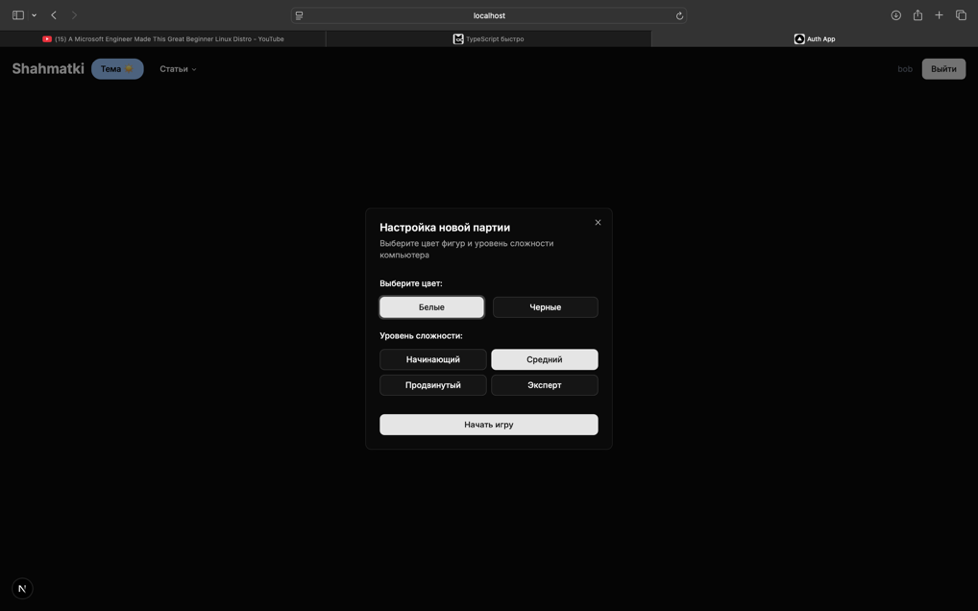 localhost
(15) A Microsoft Engineer Made This Great Beginner Linux Distro - YouTube
TypeScript быстро
Auth App
Shahmatki
Тема
Статьи
bob
Выйти
Настройка новой партии
Выберите цвет фигур и уровень сложности
компьютера
Выберите цвет:
Белые
Черные
Уровень сложности:
Начинающий
Средний
Продвинутый
Эксперт
Начать игру
N